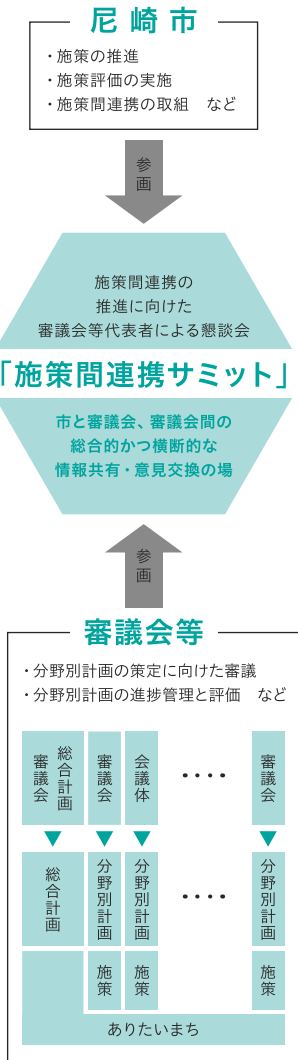 尼崎市
・施策の推進
・施策評価の実施
・施策間連携の取組　など
参画
施策間連携の
推進に向けた
審議会等代表者による懇談会
「施策間連携サミット」
市と審議会、審議会間の
総合的かつ横断的な
情報共有・意見交換の場
参画
審議会等
・分野別計画の策定に向けた審議
・分野別計画の進捗管理と評価　など
総合計画
審議会
審議会
会議体
‥‥
審議会
総合計画
分野別計画
分野別計画
‥‥
分野別計画
施策
施策
施策
ありたいまち